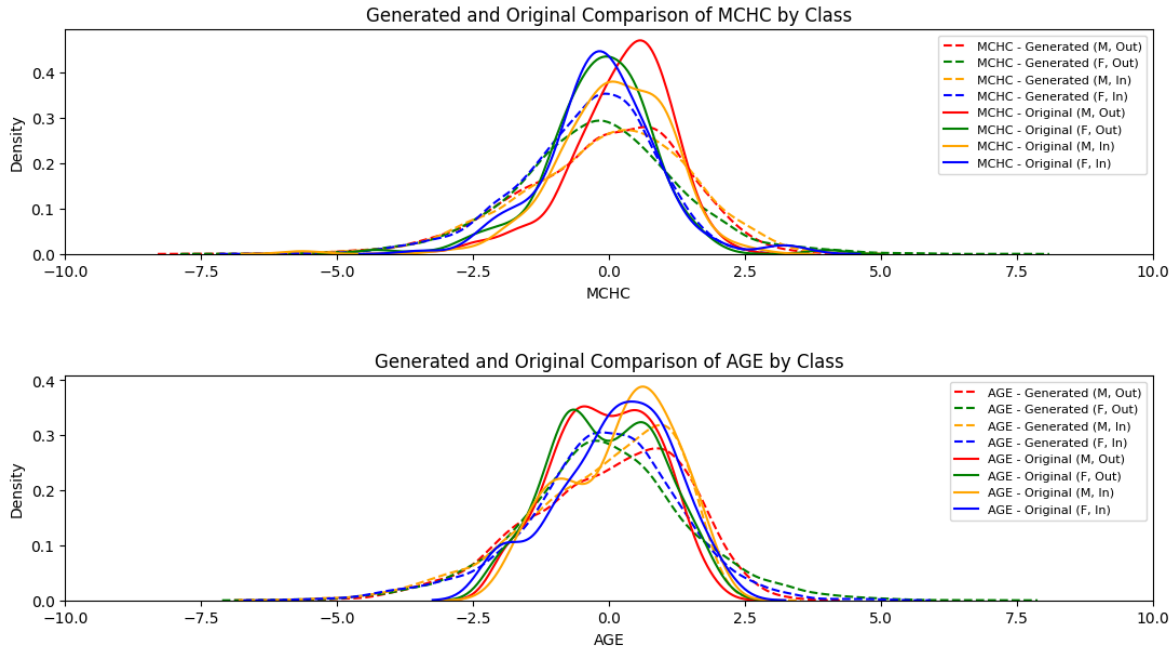 Generated and Original Comparison of MCHC by Class
MCHC - Generated (M, Out)
MCHC - Generated (F, Out)
MCHC - Generated (M, In)
MCHC - Generated (F, In)
MCHC - Original (M, Out)
MCHC - Original (F, Out)
MCHC - Original (M, In)
MCHC - Original (F, In)
Density
0.4
0.3
0.2
0.1
0.0
−10.0 −7.5 −5.0 −2.5 0.0 2.5 5.0 7.5 10.0
MCHC
Generated and Original Comparison of AGE by Class
AGE - Generated (M, Out)
AGE - Generated (F, Out)
AGE - Generated (M, In)
AGE - Generated (F, In)
AGE - Original (M, Out)
AGE - Original (F, Out)
AGE - Original (M, In)
AGE - Original (F, In)
Density
0.4
0.3
0.2
0.1
0.0
−10.0 −7.5 −5.0 −2.5 0.0 2.5 5.0 7.5 10.0
AGE